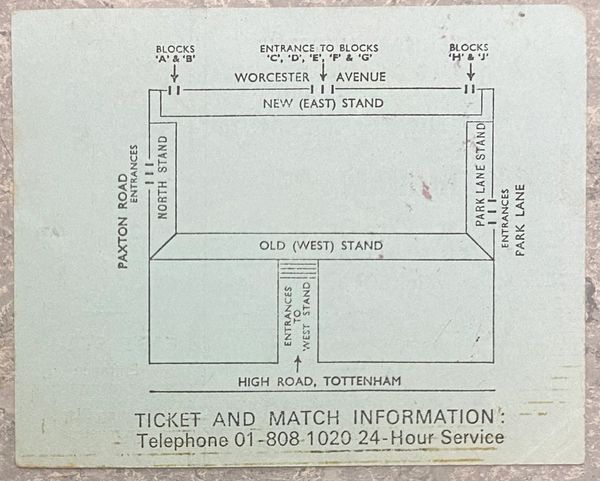 BLOCKS
'A' & 'B'
ENTRANCE TO BLOCKS
'C', 'D', 'E', 'F' & 'G'
BLOCKS
'H' & 'J'
WORCESTER AVENUE
NEW (EAST) STAND
PAXTON ROAD
ENTRANCES
NORTH STAND
PARK LANE STAND
ENTRANCES
PARK LANE
OLD (WEST) STAND
ENTRANCES
TO
WEST STAND
HIGH ROAD, TOTTENHAM
TICKET AND MATCH INFORMATION:
Telephone 01-808 1020 24-Hour Service